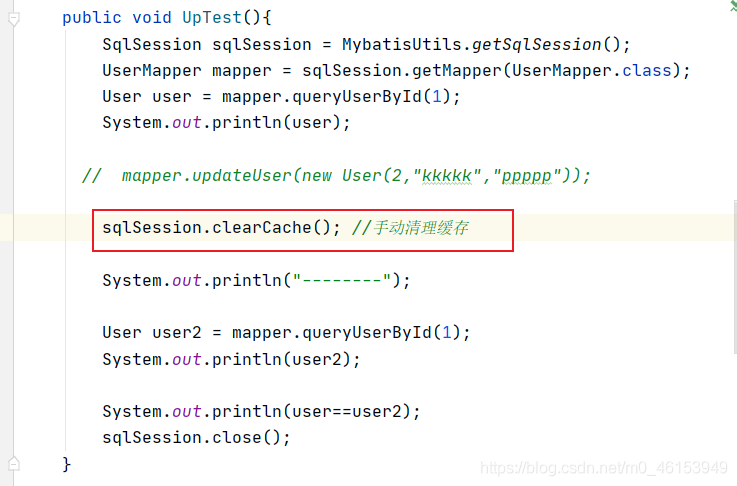 public void UpTest(){
SqlSession sqlSession = MybatisUtils.getSqlSession();
UserMapper mapper = sqlSession.getMapper(UserMapper.class);
User user = mapper.queryUserById(1);
System.out.println(user);
//  mapper.updateUser(new User(2,"kkkkk","ppppp"));
sqlSession.clearCache(); //手动清理缓存
System.out.println("--------");
User user2 = mapper.queryUserById(1);
System.out.println(user2);
System.out.println(user==user2);
sqlSession.close();
}
https://blog.csdn.net/m0_46153949